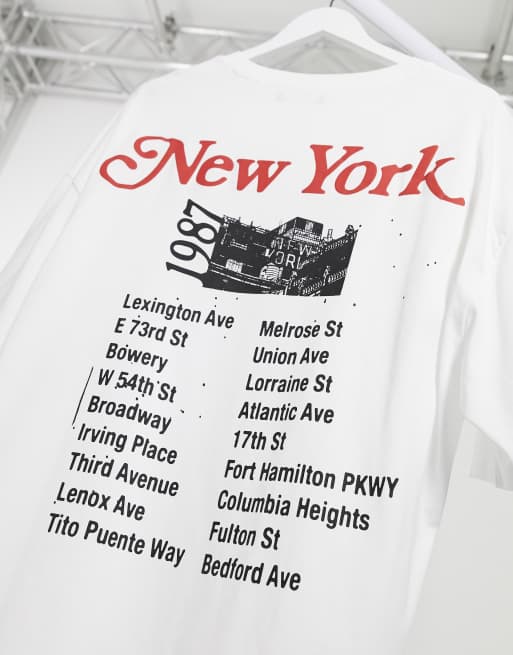 New York
1987
NEW
YORK
Lexington Ave
E 73rd St
Bowery
W 54th St
Broadway
Irving Place
Third Avenue
Lenox Ave
Tito Puente Way
Melrose St
Union Ave
Lorraine St
Atlantic Ave
17th St
Fort Hamilton PKWY
Columbia Heights
Fulton St
Bedford Ave